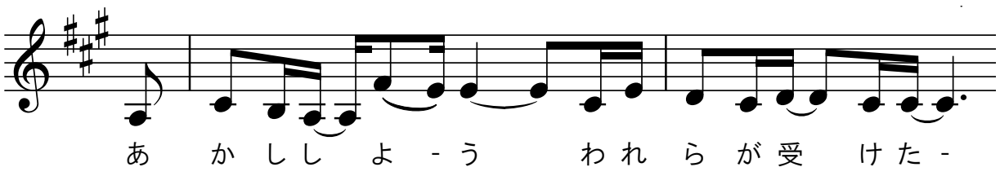 あ か し し よ - う わ れ ら が 受 け た -